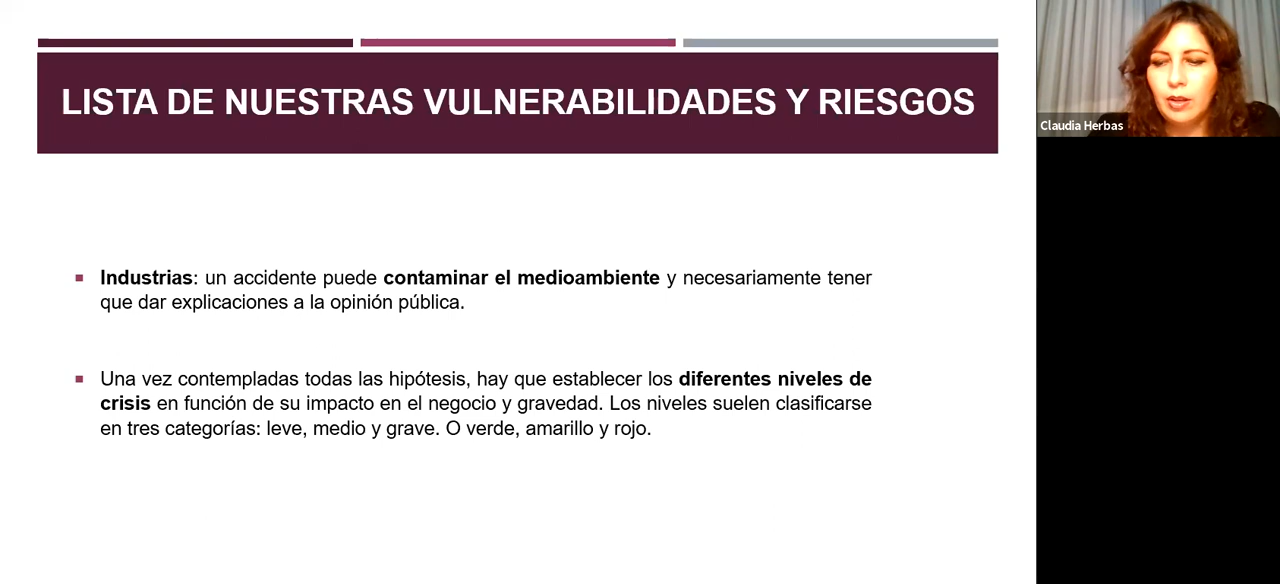 LISTA DE NUESTRAS VULNERABILIDADES Y RIESGOS
Claudia Herbas
Industrias: un accidente puede contaminar el medioambiente y necesariamente tener
que dar explicaciones a la opinión pública.
Una vez contempladas todas las hipótesis, hay que establecer los diferentes niveles de
crisis en función de su impacto en el negocio y gravedad. Los niveles suelen clasificarse
en tres categorías: leve, medio y grave. O verde, amarillo y rojo.